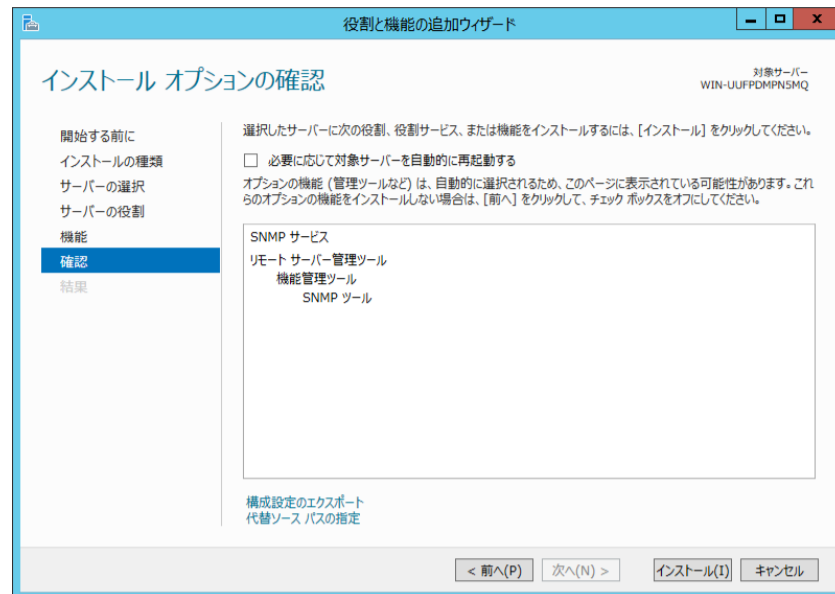 役割と機能の追加ウィザード
インストール オプションの確認
対象サーバー
WIN-UUFPDMPN5MQ
開始する前に
インストールの種類
サーバーの選択
サーバーの役割
機能
確認
結果
選択したサーバーに次の役割、役割サービス、または機能をインストールするには、[インストール] をクリックしてください。
必要に応じて対象サーバーを自動的に再起動する
オプションの機能 (管理ツールなど) は、自動的に選択されるため、このページに表示されている可能性があります。これ
らのオプションの機能をインストールしない場合は、[前へ] をクリックして、チェック ボックスをオフにしてください。
SNMP サービス
リモート サーバー管理ツール
機能管理ツール
SNMP ツール
構成設定のエクスポート
代替ソース パスの指定
< 前へ(P)
次へ(N) >
インストール(I)
キャンセル